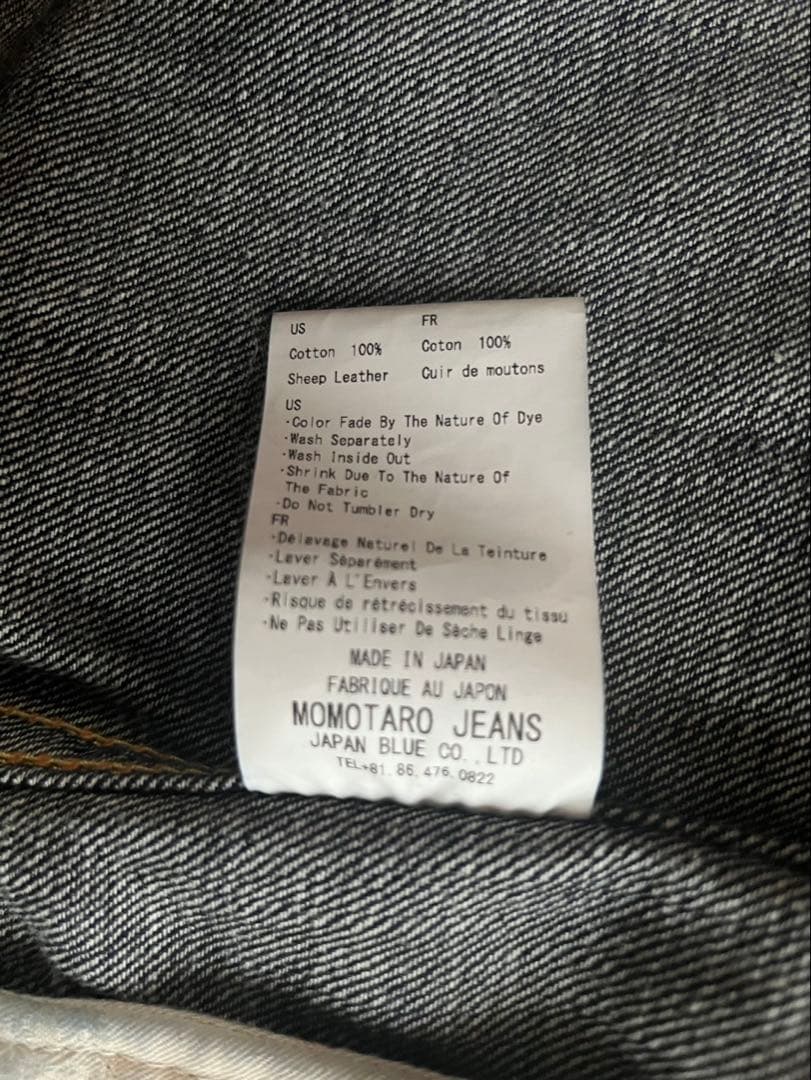 US FR
Cotton 100% Coton 100%
Sheep Leather Cuir de moutons
US
·Color Fade By The Nature Of Dye
·Wash Separately
·Wash Inside Out
·Shrink Due To The Nature Of
The Fabric
·Do Not Tumbler Dry
FR
·Délavage Naturel De La Teinture
·Laver Séparément
·Laver À L'Envers
·Risque de rétrécissement du tissu
·Ne Pas Utiliser De Sèche Linge
MADE IN JAPAN
FABRIQUE AU JAPON
MOMOTARO JEANS
JAPAN BLUE CO.,LTD
TEL+81.86.476.0822